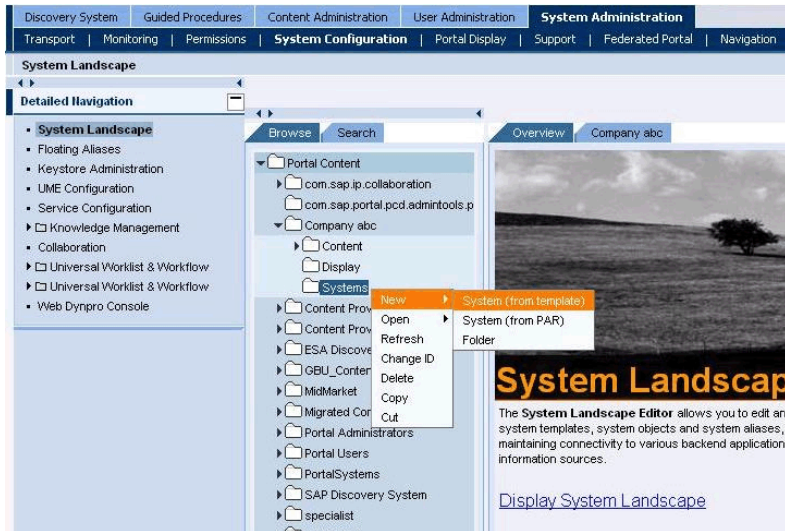 Discovery System Guided Procedures Content Administration User Administ System Administration
Transport | Monitoring | Permissions | System Configuration | Portal Display | Support | Federated Portal | Navigation
System Landscape
Detailed Navigation
System Landscape
Floating Aliases
Keystore Administration
UME Configuration
Service Configuration
Knowledge Management
Collaboration
Universal Worklist & Workflow
Universal Worklist & Workflow
Web Dynpro Console
Browse Search
Portal Content
com.sap.ip.collaboration
com.sap.portal.pcd.admintools.p
Company abc
Content
Display
Systems
Content Prov
Content Prov
ESA Discove
GBU_Conter
MidMarket
Migrated Cor
Portal Administrators
Portal Users
PortalSystems
SAP Discovery System
specialist
New
Open
Refresh
Change ID
Delete
Copy
Cut
System (from template)
System (from PAR)
Folder
Overview Company abc
System Landscap
The System Landscape Editor allows you to edit an
system templates, system objects and system aliases,
maintaining connectivity to various backend application
information sources.
Display System Landscape